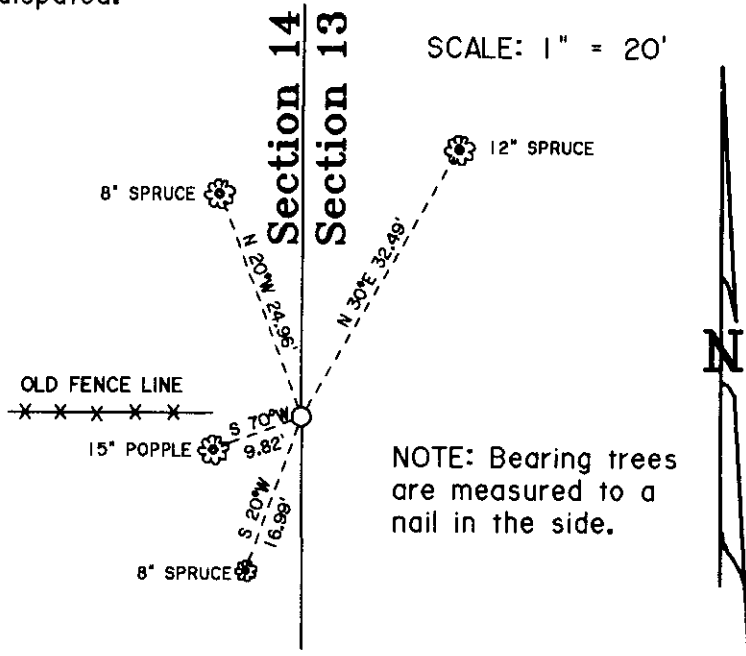 SCALE: 1" = 20'
Section 14
Section 13
12" SPRUCE
8" SPRUCE
N 20°W 24.96'
N 30°E 32.49'
N
OLD FENCE LINE
S 70°W
9.82'
15" POPPLE
NOTE: Bearing trees
are measured to a
nail in the side.
S 20°W
16.99'
8" SPRUCE